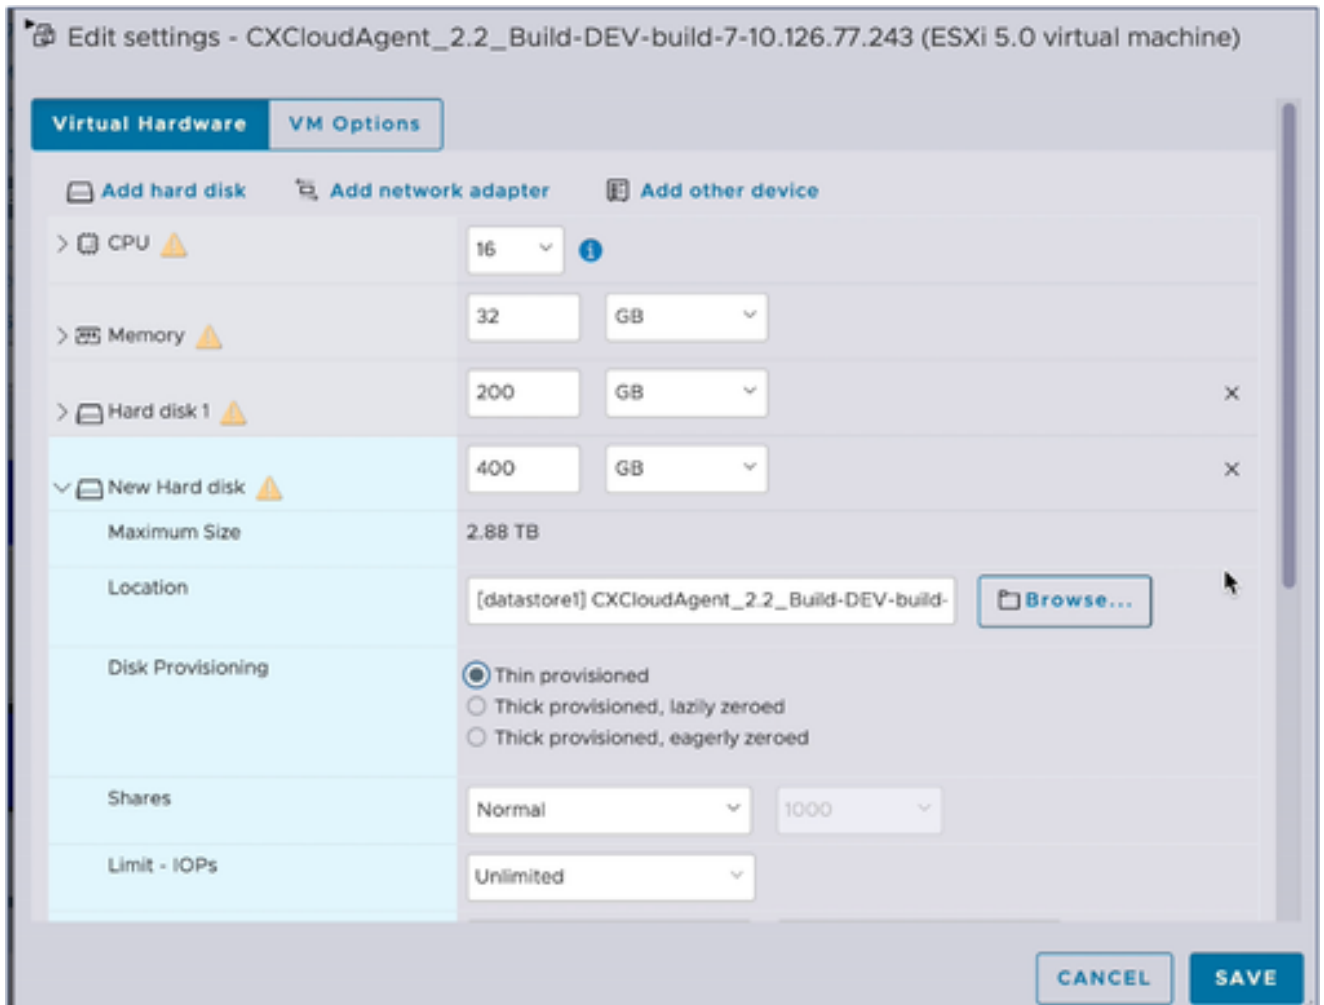 Edit settings - CXCloudAgent_2.2_Build-DEV-build-7-10.126.77.243 (ESXi 5.0 virtual machine)
Virtual Hardware VM Options
Add hard disk Add network adapter Add other device
CPU 16
Memory 32 GB
Hard disk 1 200 GB
New Hard disk 400 GB
Maximum Size 2.88 TB
Location [datastore1] CXCloudAgent_2.2_Build-DEV-build- Browse...
Disk Provisioning Thin provisioned
Thick provisioned, lazily zeroed
Thick provisioned, eagerly zeroed
Shares Normal 1000
Limit - IOPs Unlimited
CANCEL SAVE